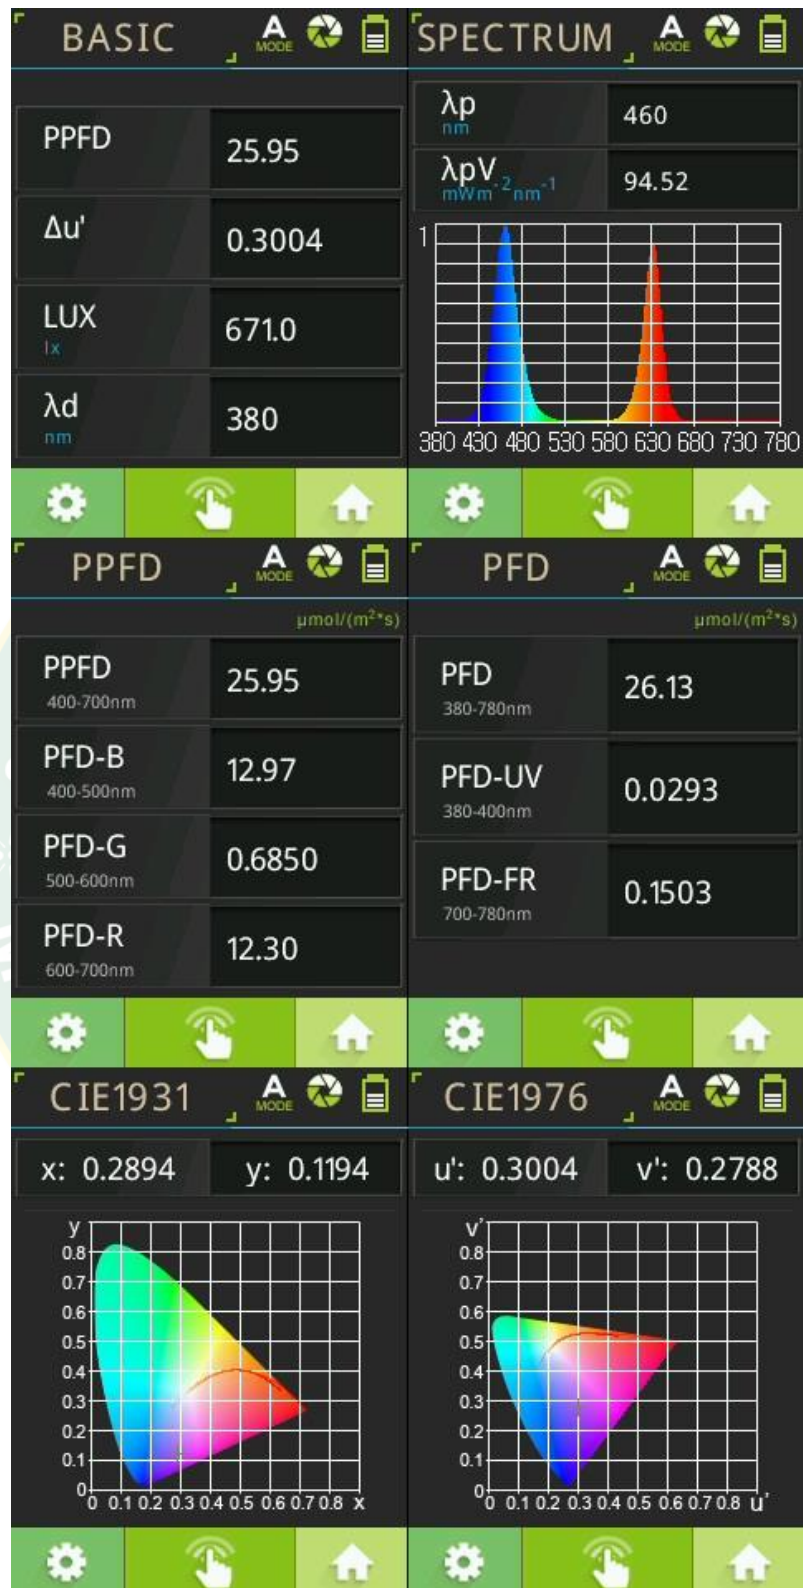 BASIC
A
MODE
PPFD
25.95
Δu'
0.3004
LUX
lx
671.0
λd
nm
380
SPECTRUM
A
MODE
λp
nm
460
λpV
mWm-2nm-1
94.52
1
380 430 480 530 580 630 680 730 780
PPFD
A
MODE
μmol/(m²*s)
PPFD
400-700nm
25.95
PFD-B
400-500nm
12.97
PFD-G
500-600nm
0.6850
PFD-R
600-700nm
12.30
PFD
A
MODE
μmol/(m²*s)
PFD
380-780nm
26.13
PFD-UV
380-400nm
0.0293
PFD-FR
700-780nm
0.1503
CIE1931
A
MODE
x: 0.2894
y: 0.1194
y
0.8
0.7
0.6
0.5
0.4
0.3
0.2
0.1
0
0 0.1 0.2 0.3 0.4 0.5 0.6 0.7 0.8 x
CIE1976
A
MODE
u': 0.3004
v': 0.2788
v'
0.8
0.7
0.6
0.5
0.4
0.3
0.2
0.1
0
0 0.1 0.2 0.3 0.4 0.5 0.6 0.7 0.8 u'